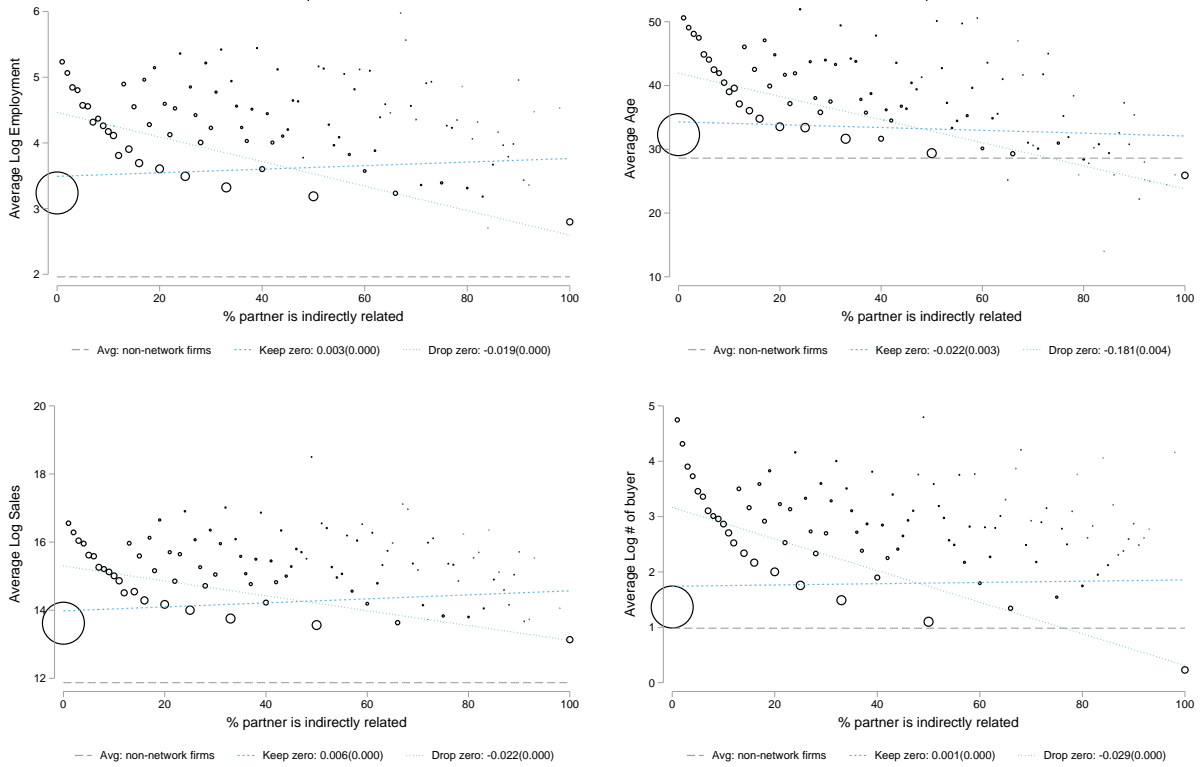 6
5
4
3
2
Average Log Employment
0 20 40 60 80 100
% partner is indirectly related
Avg: non-network firms Keep zero: 0.003(0.000) Drop zero: -0.019(0.000)
50
40
30
20
10
Average Age
0 20 40 60 80 100
% partner is indirectly related
Avg: non-network firms Keep zero: -0.022(0.003) Drop zero: -0.181(0.004)
20
18
16
14
12
Average Log Sales
0 20 40 60 80 100
% partner is indirectly related
Avg: non-network firms Keep zero: 0.006(0.000) Drop zero: -0.022(0.000)
5
4
3
2
1
0
Average Log # of buyer
0 20 40 60 80 100
% partner is indirectly related
Avg: non-network firms Keep zero: 0.001(0.000) Drop zero: -0.029(0.000)